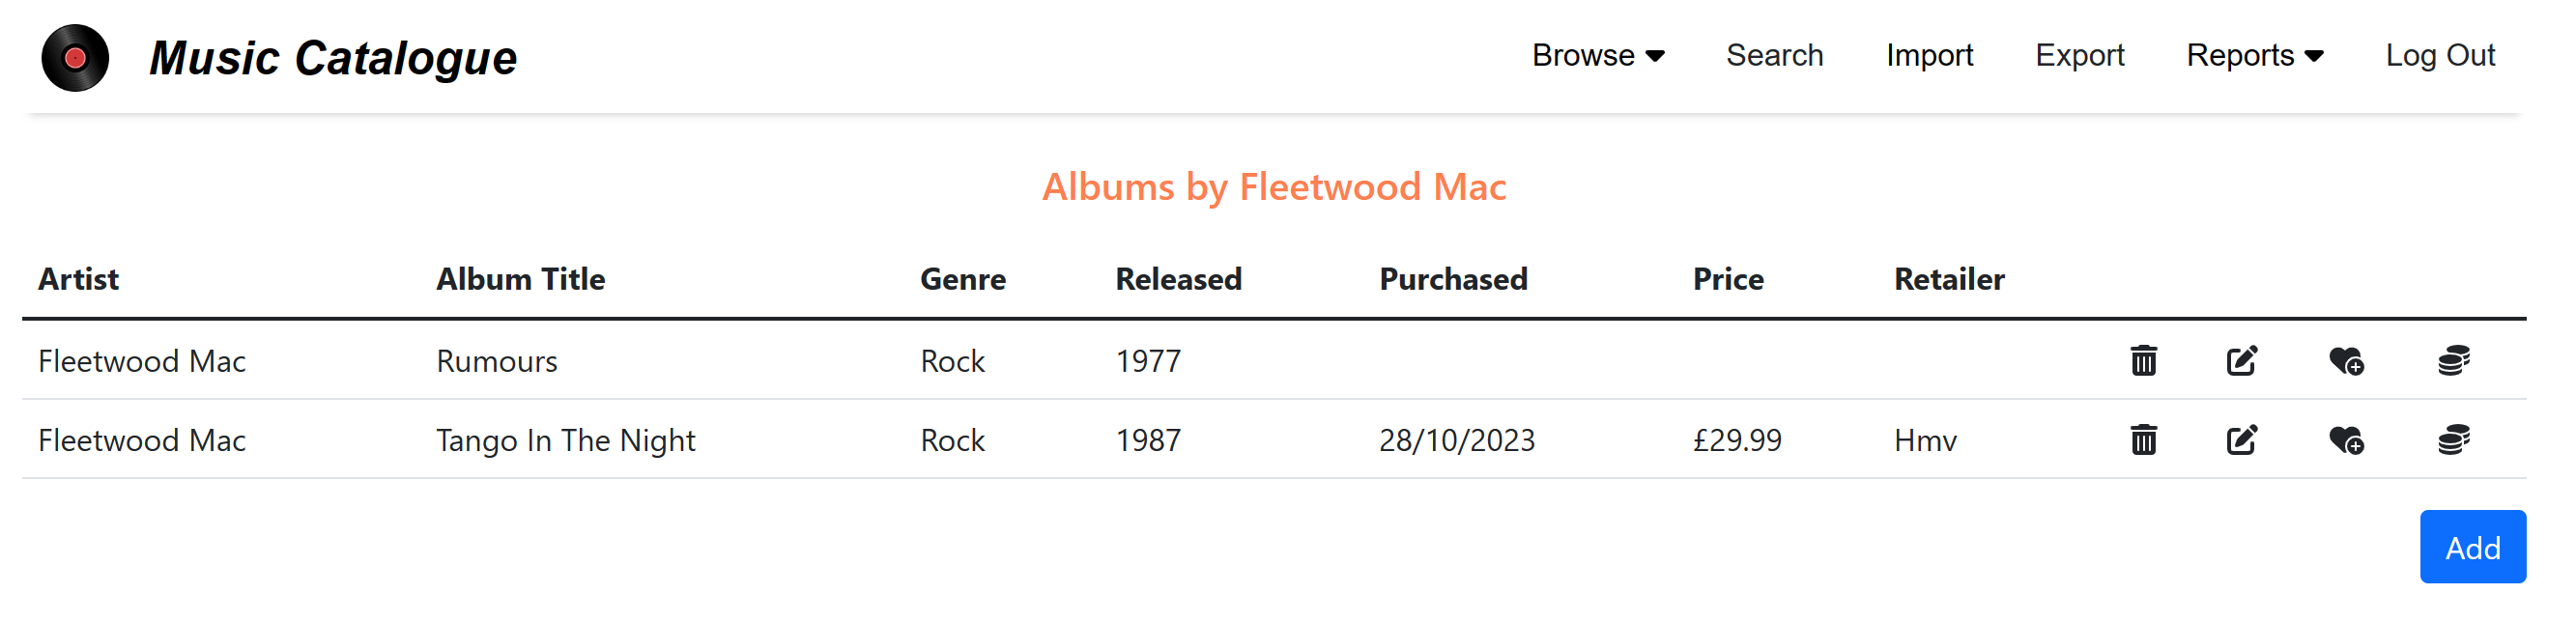 Music Catalogue Browse Search Import Export Reports Log Out
Albums by Fleetwood Mac
Artist Album Title Genre Released Purchased Price Retailer
Fleetwood Mac Rumours Rock 1977
Fleetwood Mac Tango In The Night Rock 1987 28/10/2023 £29.99 Hmv
Add